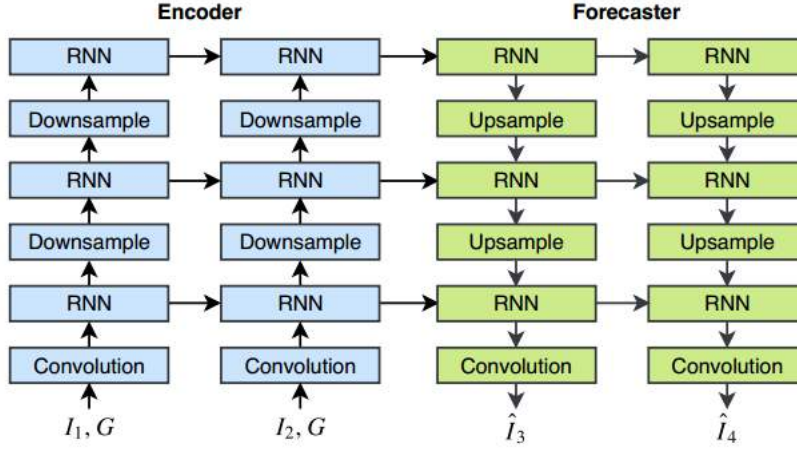 Encoder Forecaster
RNN RNN RNN RNN
Downsample Downsample Upsample Upsample
RNN RNN RNN RNN
Downsample Downsample Upsample Upsample
RNN RNN RNN RNN
Convolution Convolution Convolution Convolution
I₁, G I₂, G Î₃ Î₄